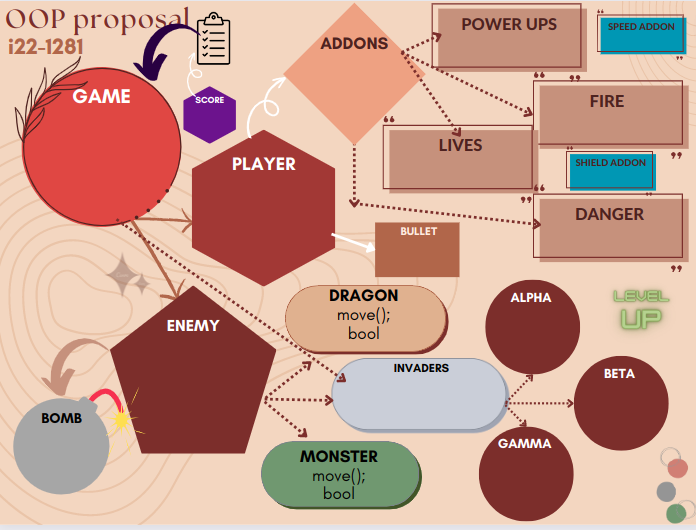 OOP proposal
i22-1281
GAME
SCORE
PLAYER
ADDONS
POWER UPS
SPEED ADDON
FIRE
LIVES
SHIELD ADDON
DANGER
BULLET
ENEMY
DRAGON
move();
bool
INVADERS
ALPHA
LEVEL
UP
BETA
GAMMA
BOMB
MONSTER
move();
bool